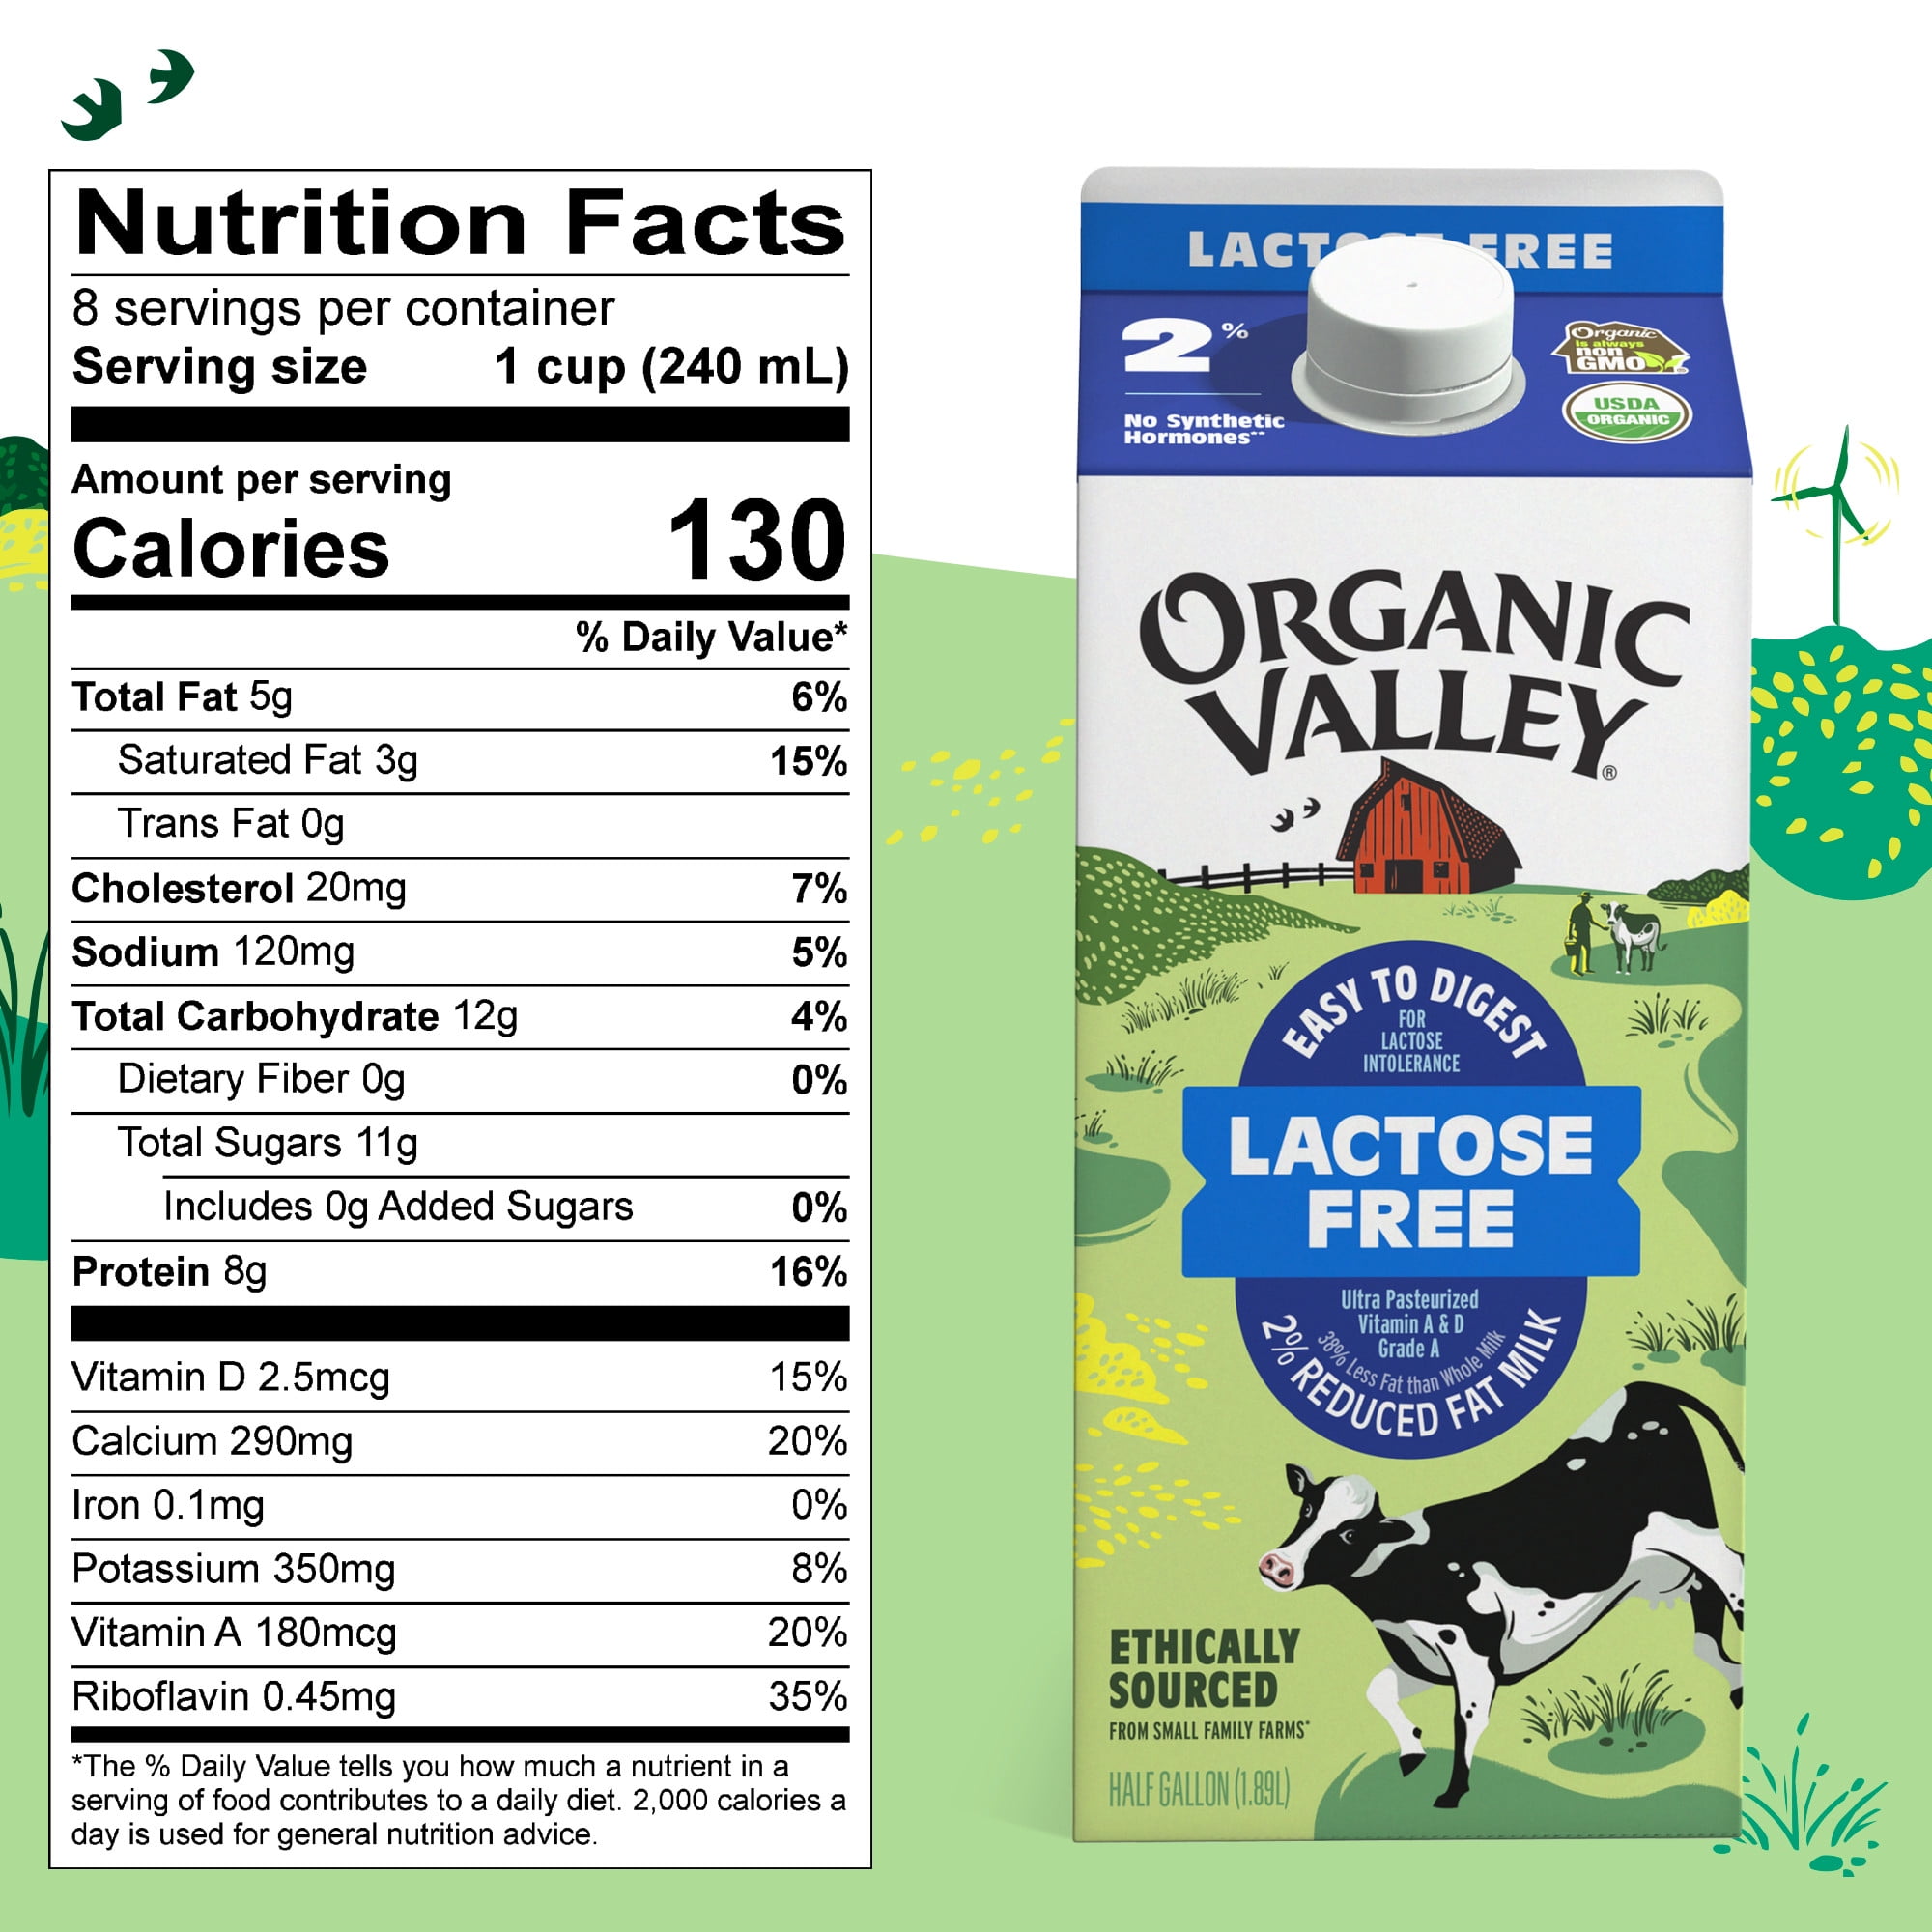 Nutrition Facts
8 servings per container
Serving size 1 cup (240 mL)
Amount per serving
Calories 130
% Daily Value*
Total Fat 5g 6%
Saturated Fat 3g 15%
Trans Fat 0g
Cholesterol 20mg 7%
Sodium 120mg 5%
Total Carbohydrate 12g 4%
Dietary Fiber 0g 0%
Total Sugars 11g
Includes 0g Added Sugars 0%
Protein 8g 16%
Vitamin D 2.5mcg 15%
Calcium 290mg 20%
Iron 0.1mg 0%
Potassium 350mg 8%
Vitamin A 180mcg 20%
Riboflavin 0.45mg 35%
*The % Daily Value tells you how much a nutrient in a
serving of food contributes to a daily diet. 2,000 calories a
day is used for general nutrition advice.
LACTOSE FREE
2%
No Synthetic
Hormones**
Organic
is always
non
GMO
USDA
ORGANIC
ORGANIC
VALLEY®
EASY TO DIGEST
FOR
LACTOSE
INTOLERANCE
LACTOSE
FREE
Ultra Pasteurized
Vitamin A & D
Grade A
38% Less Fat than Whole Milk
2% REDUCED FAT MILK
ETHICALLY
SOURCED
FROM SMALL FAMILY FARMS*
HALF GALLON (1.89L)